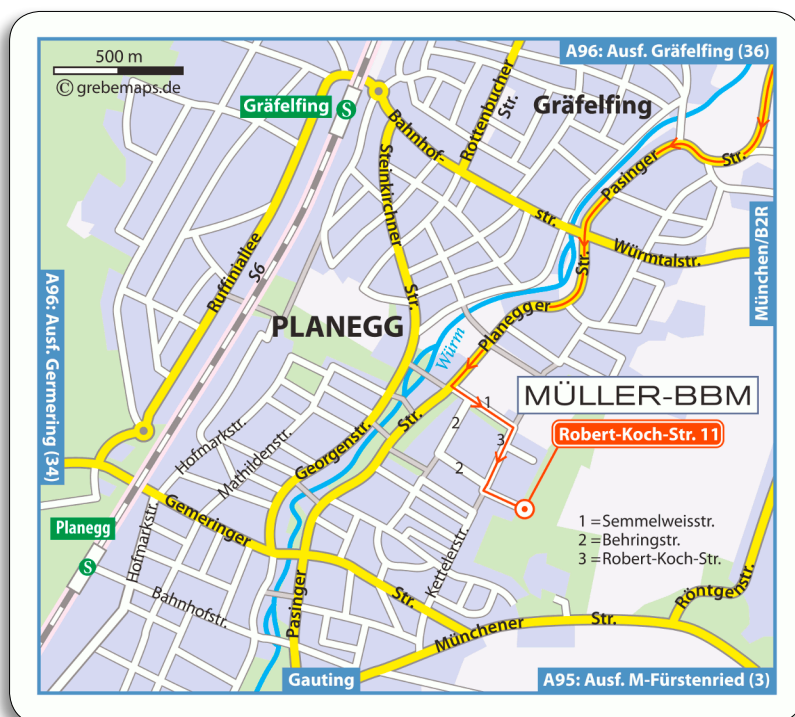 A96: Ausf. Gräfelfing (36)
500 m
© grebemaps.de
Gräfelfing
S
Gräfelfing
Rottenbucher
Str.
Bahnhof-
str.
Steinkirchner
Str.
Pasinger
Str.
Würmtalstr.
München/B2R
Str.
Planegger
Ruffiniallee
S6
A96: Ausf. Germering (34)
PLANEGG
Würm
Str.
MÜLLER-BBM
Robert-Koch-Str. 11
1
2
3
2
Hofmarkstr.
Mathildenstr.
Georgenstr.
Gemeringer
Str.
Planegg
S
Hofmarkstr.
Bahnhofstr.
Pasinger
Kettelerstr.
1 = Semmelweisstr.
2 = Behringstr.
3 = Robert-Koch-Str.
Röntgenstr.
Münchener
Str.
Gauting
A95: Ausf. M-Fürstenried (3)